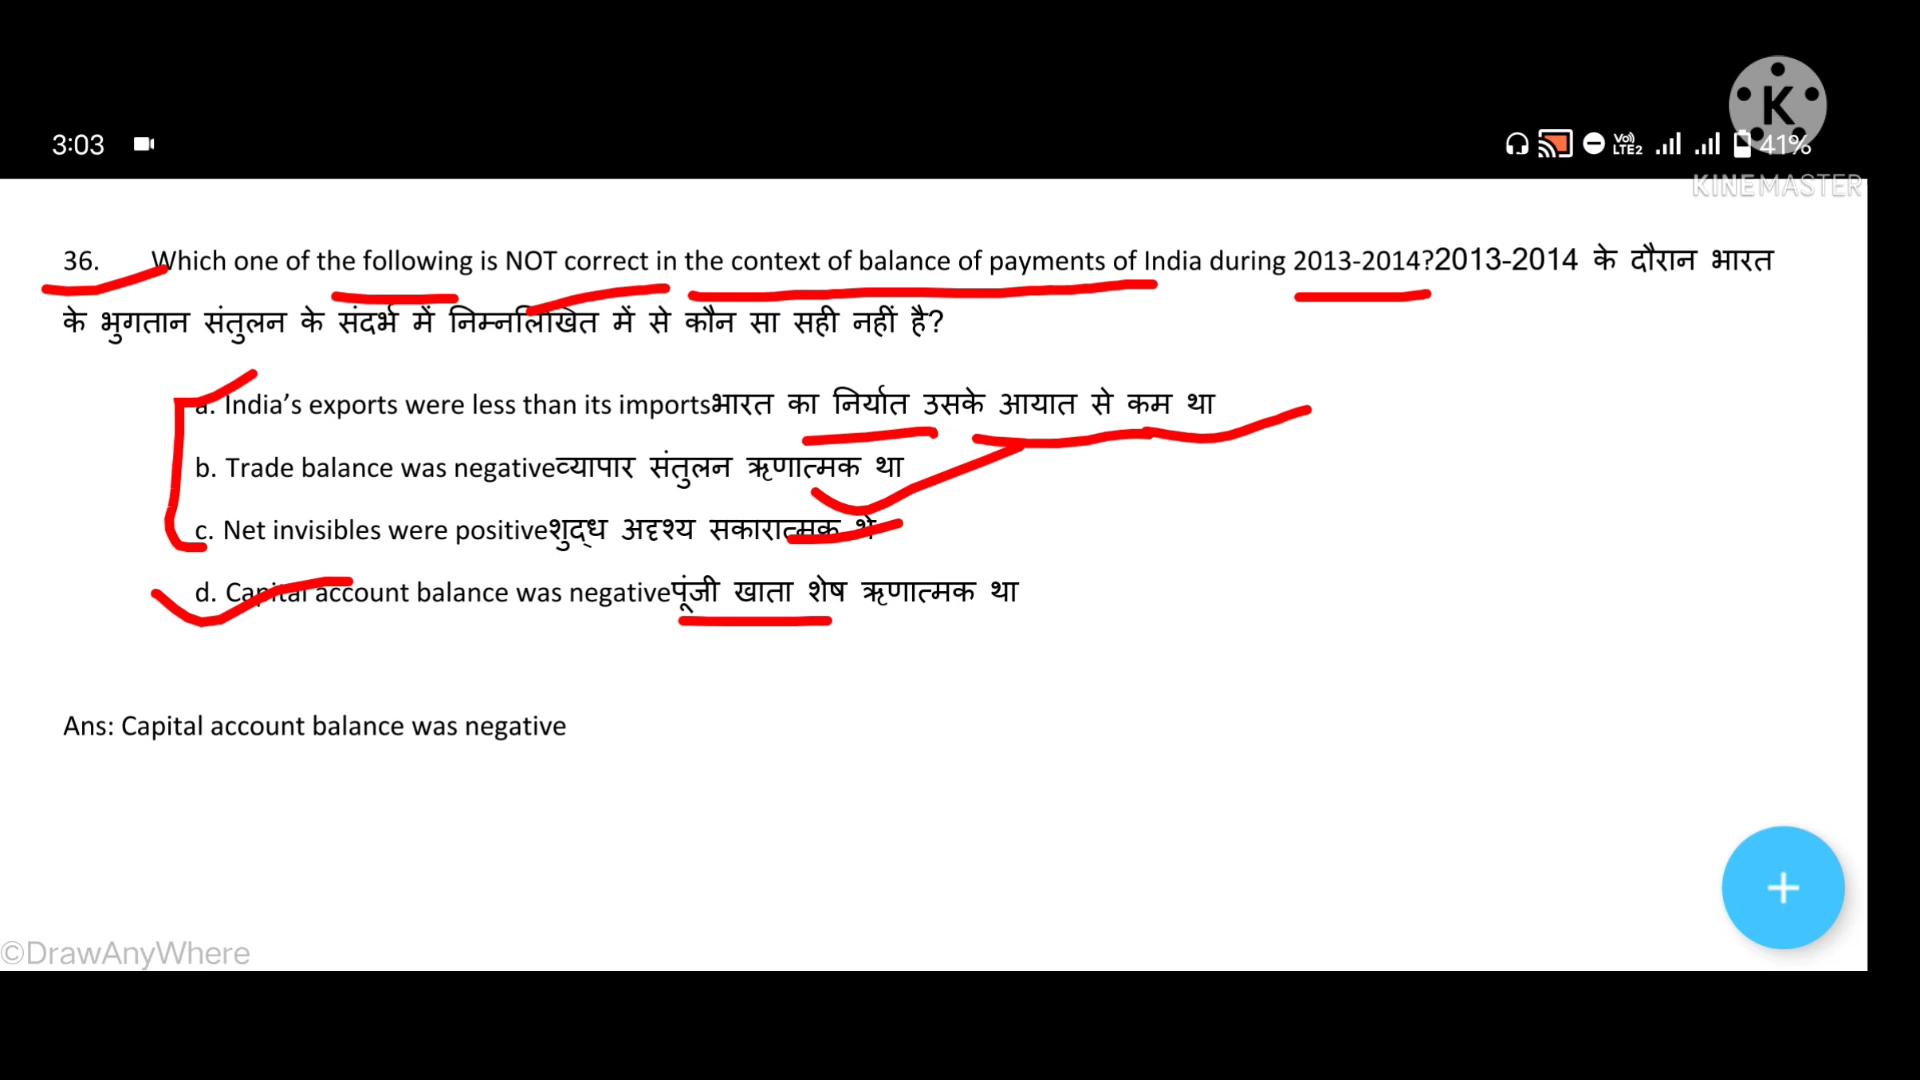 3:03
41%
KINEMASTER
36. Which one of the following is NOT correct in the context of balance of payments of India during 2013-2014?2013-2014 के दौरान भारत
के भुगतान संतुलन के संदर्भ में निम्नलिखित में से कौन सा सही नहीं है?
a. India’s exports were less than its importsभारत का निर्यात उसके आयात से कम था
b. Trade balance was negativeव्यापार संतुलन ऋणात्मक था
c. Net invisibles were positiveशुद्ध अदृश्य सकारात्मक थे
d. Capital account balance was negativeपूंजी खाता शेष ऋणात्मक था
Ans: Capital account balance was negative
©DrawAnyWhere